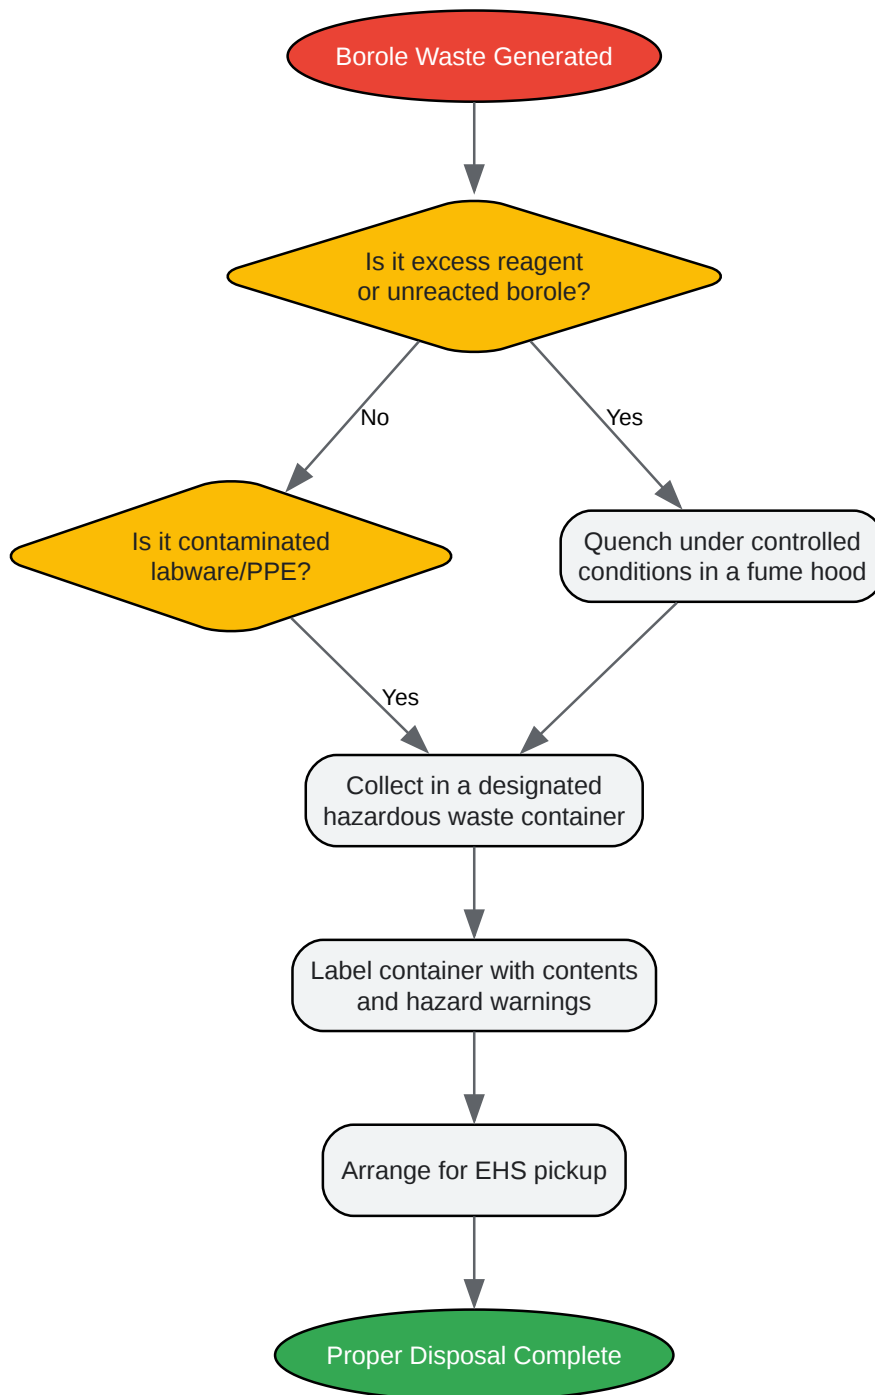 Borole Waste Generated
Is it excess reagent
or unreacted borole?
No
Yes
Is it contaminated
labware/PPE?
Quench under controlled
conditions in a fume hood
Yes
Collect in a designated
hazardous waste container
Label container with contents
and hazard warnings
Arrange for EHS pickup
Proper Disposal Complete